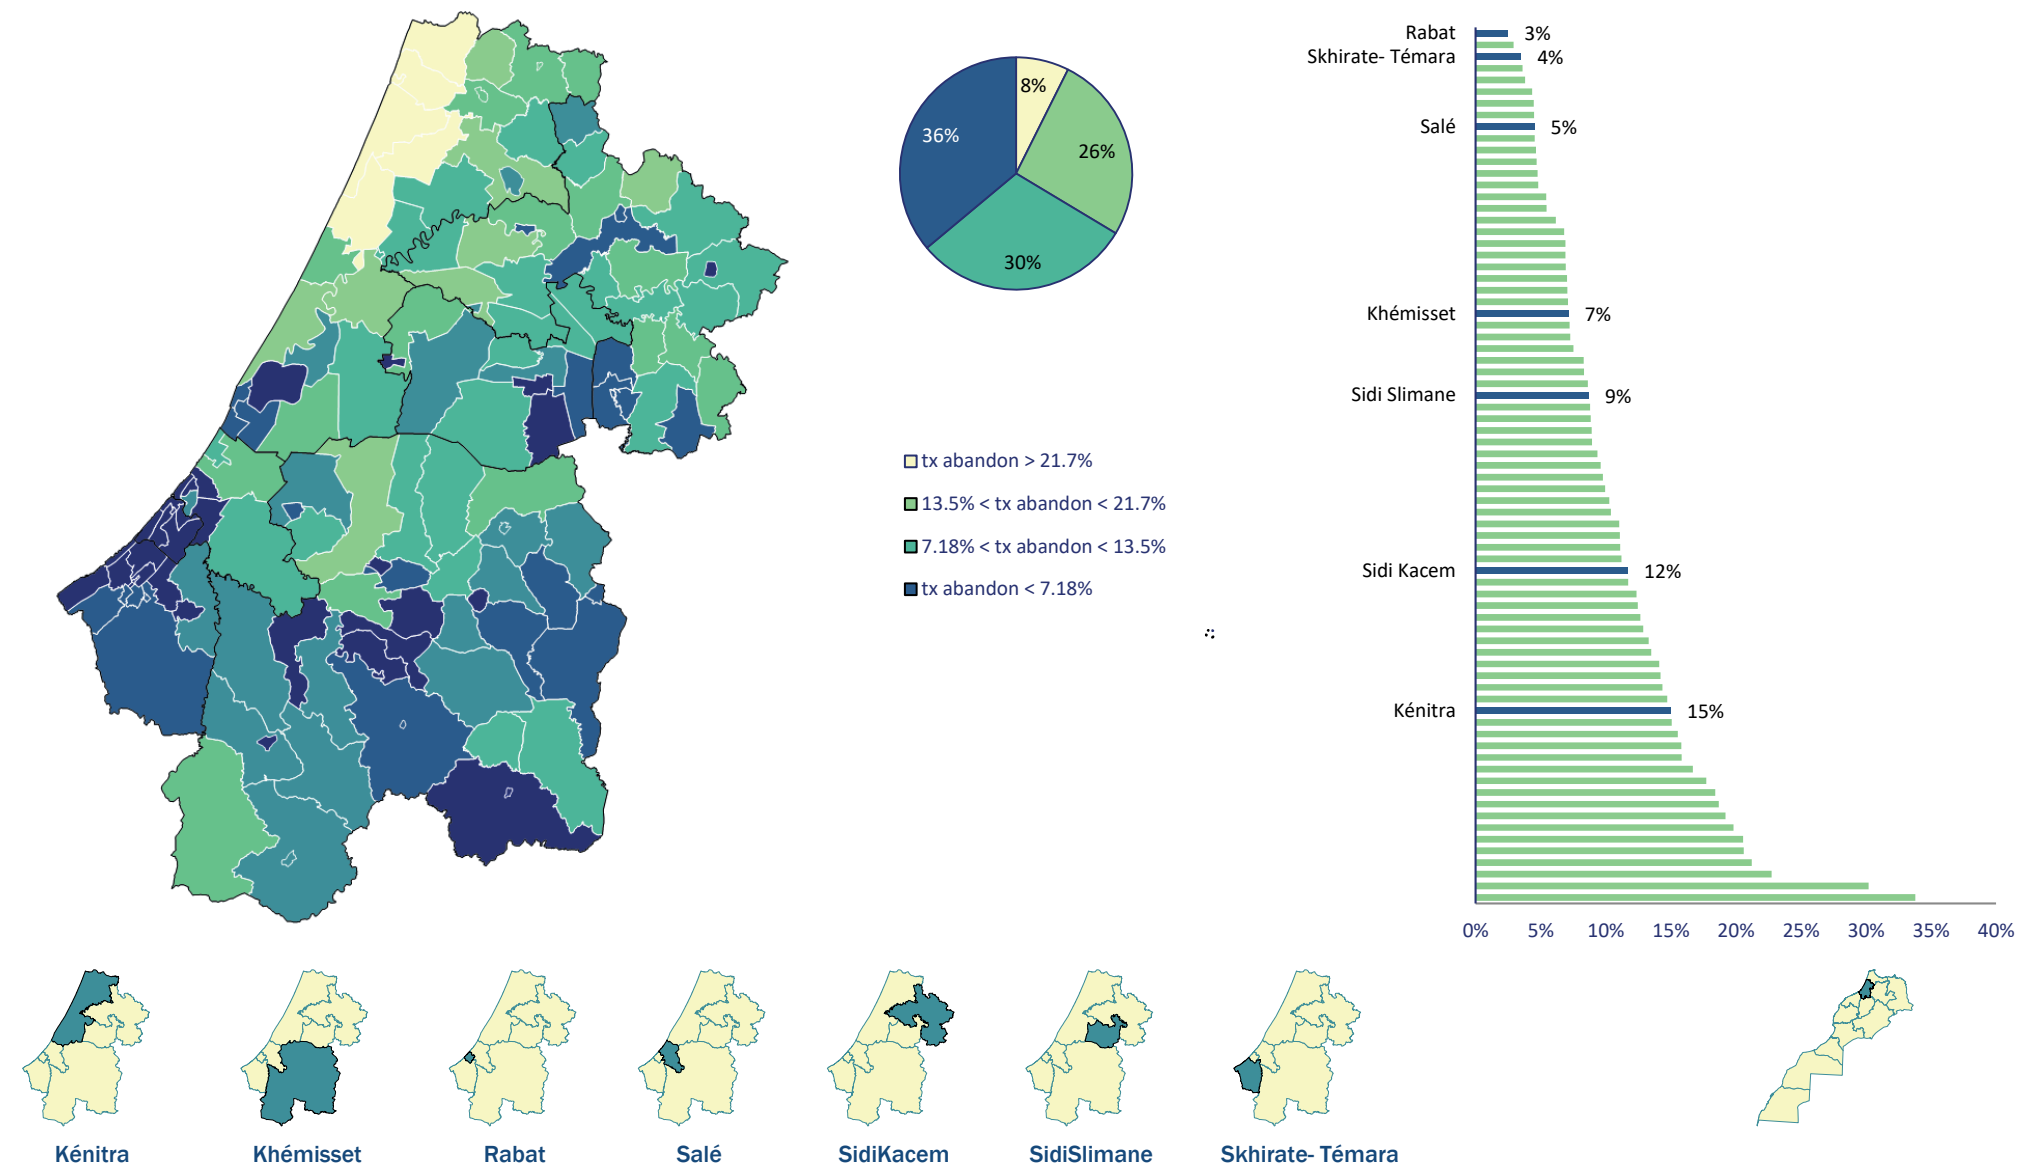 8%
26%
30%
36%
tx abandon > 21.7%
13.5% < tx abandon < 21.7%
7.18% < tx abandon < 13.5%
tx abandon < 7.18%
Rabat 3%
Skhirate- Témara 4%
Salé 5%
Khémisset 7%
Sidi Slimane 9%
Sidi Kacem 12%
Kénitra 15%
0% 5% 10% 15% 20% 25% 30% 35% 40%
Kénitra Khémisset Rabat Salé SidiKacem SidiSlimane Skhirate- Témara